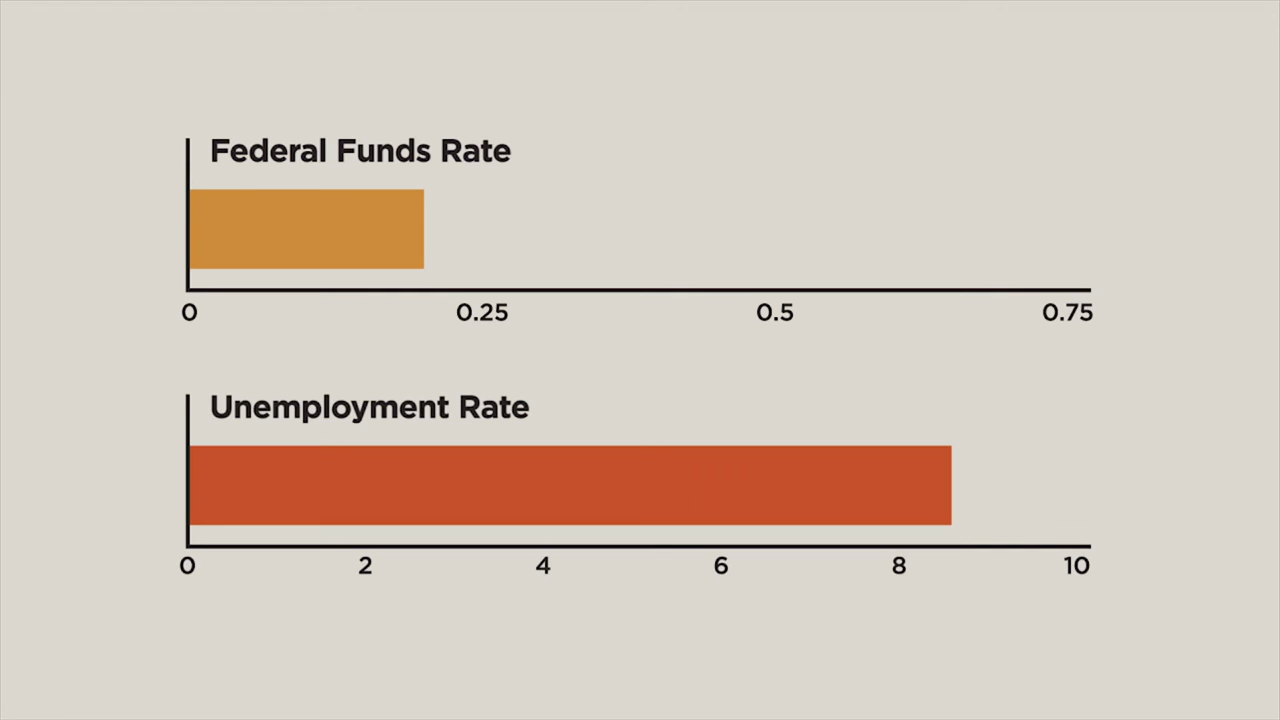 Federal Funds Rate
0 0.25 0.5 0.75
Unemployment Rate
0 2 4 6 8 10